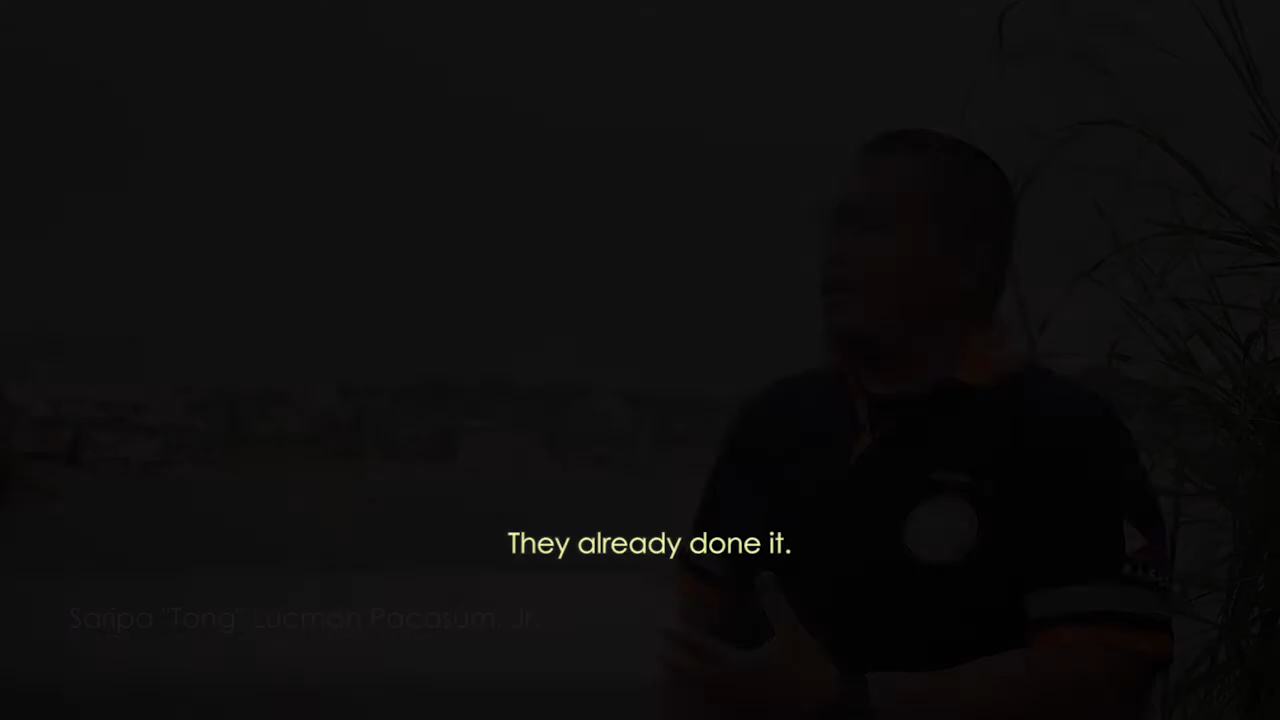 They already done it.
Saripa "Tong" Lucman Pacasum, Jr.